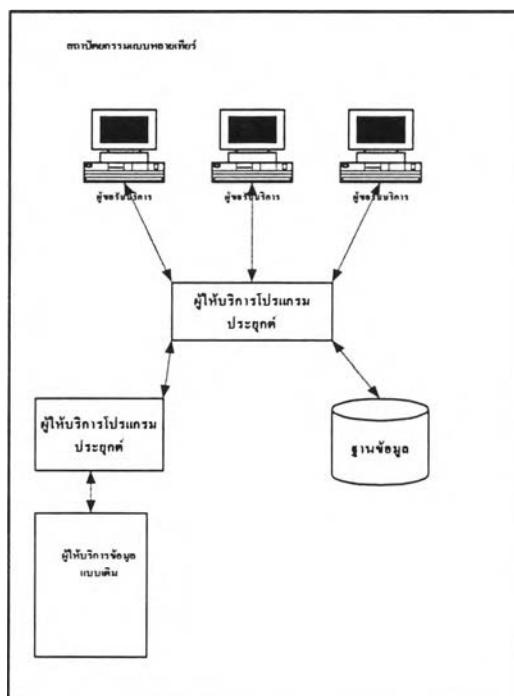 สถาปัตยกรรมแบบหลายเทียร์
ผู้ขอรับบริการ ผู้ขอรับบริการ ผู้ขอรับบริการ
ผู้ให้บริการโปรแกรม
ประยุกต์
ผู้ให้บริการโปรแกรม
ประยุกต์
ฐานข้อมูล
ผู้ให้บริการข้อมูล
แบบเดิม